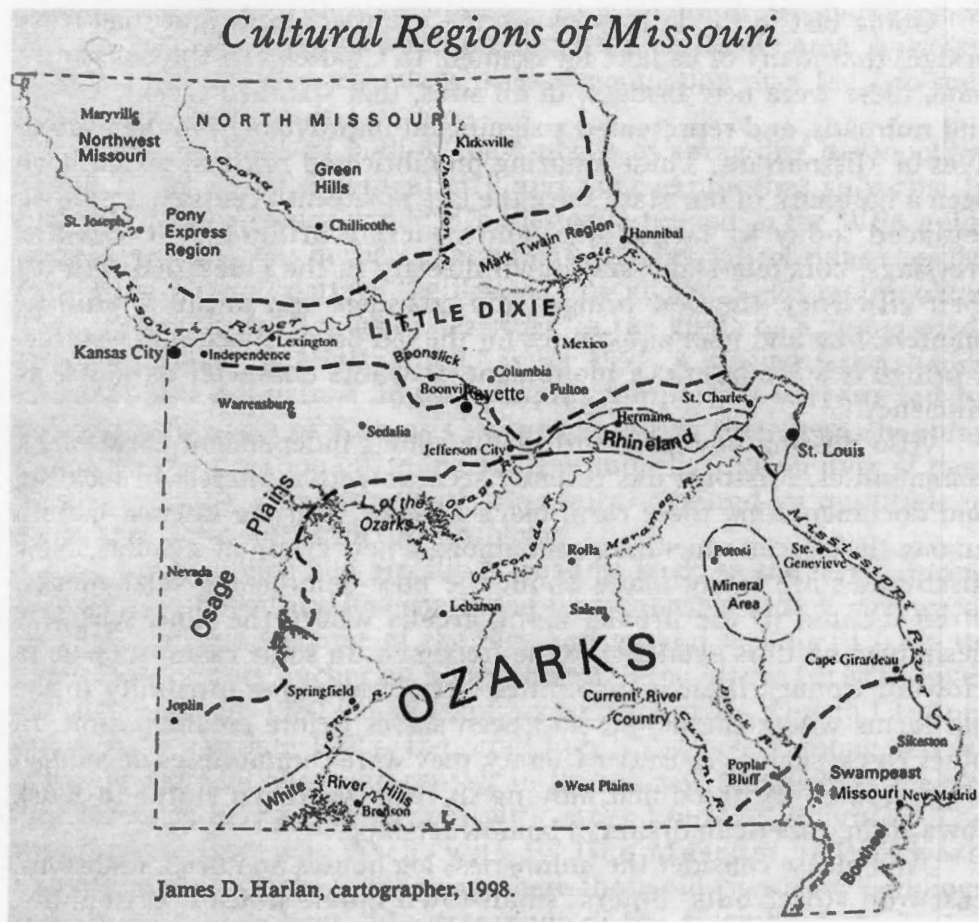 Cultural Regions of Missouri
NORTH MISSOURI
Maryville
Northwest
Missouri
Grand R.
Green
Hills
Kirksville
Chariton R.
St. Joseph
Pony
Express
Region
Chillicothe
Mark Twain Region
Hannibal
Salt R.
Missouri River
LITTLE DIXIE
Lexington
Kansas City
Independence
Mexico
Boonslick
Columbia
Boonville
Fayette
Fulton
St. Charles
Warrensburg
Hermann
Sedalia
Jefferson City
Rhineland
St. Louis
Osage Plains
L. of the
Ozarks
Osage R.
Gasconade R.
Meramec R.
Mississippi River
Rolla
Potosi
Ste.
Genevieve
Nevada
Mineral
Area
Lebanon
Salem
OZARKS
Cape Girardeau
Springfield
Current River
Country
Joplin
James R.
Black R.
Sikeston
Current R.
Poplar
Bluff
Swampeast
Missouri
New Madrid
White River Hills
Branson
West Plains
Bootheel
James D. Harlan, cartographer, 1998.